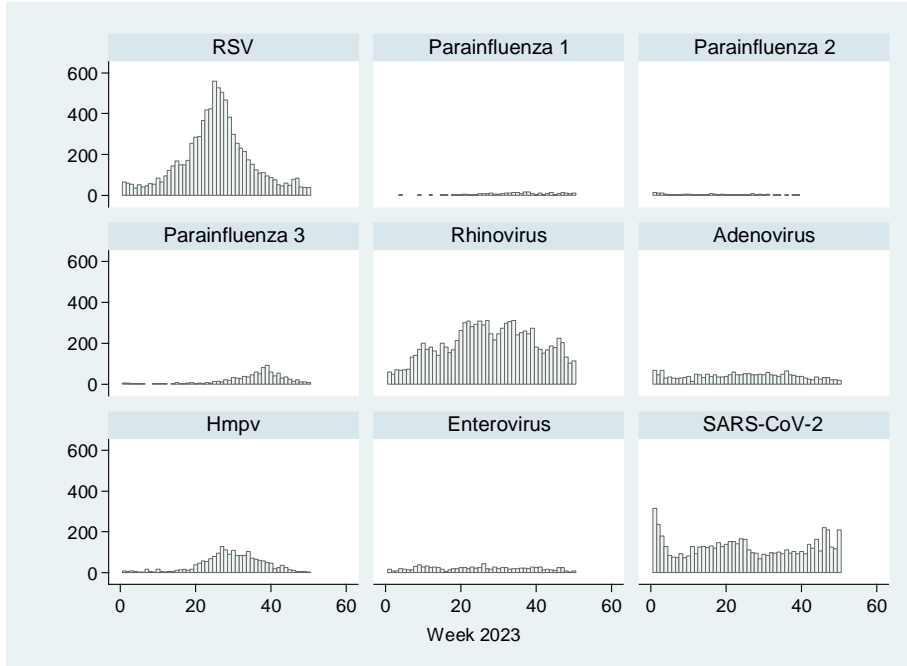 RSV
Parainfluenza 1
Parainfluenza 2
600
400
200
0
Parainfluenza 3
Rhinovirus
Adenovirus
600
400
200
0
Hmpv
Enterovirus
SARS-CoV-2
600
400
200
0
0 20 40 60 0 20 40 60 0 20 40 60
Week 2023